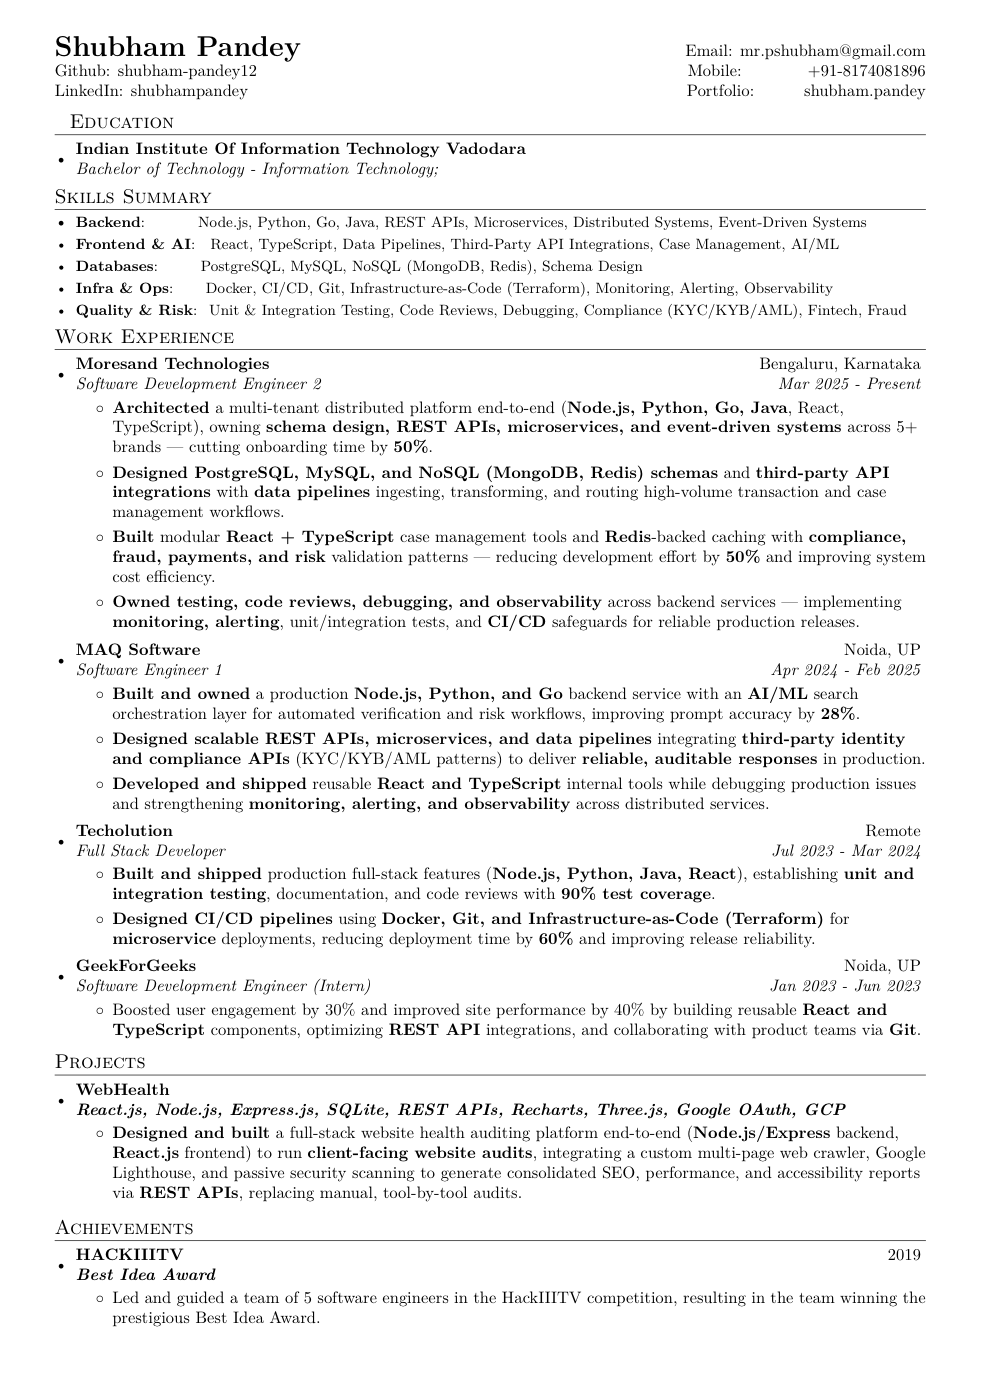 Shubham Pandey
Github: shubham-pandey12
LinkedIn: shubhampandey
Email: mr.pshubham@gmail.com
Mobile: +91-8174081896
Portfolio: shubham.pandey
Education
• Indian Institute Of Information Technology Vadodara
Bachelor of Technology - Information Technology;
Skills Summary
• Backend: Node.js, Python, Go, Java, REST APIs, Microservices, Distributed Systems, Event-Driven Systems
• Frontend & AI: React, TypeScript, Data Pipelines, Third-Party API Integrations, Case Management, AI/ML
• Databases: PostgreSQL, MySQL, NoSQL (MongoDB, Redis), Schema Design
• Infra & Ops: Docker, CI/CD, Git, Infrastructure-as-Code (Terraform), Monitoring, Alerting, Observability
• Quality & Risk: Unit & Integration Testing, Code Reviews, Debugging, Compliance (KYC/KYB/AML), Fintech, Fraud
Work Experience
• Moresand Technologies Bengaluru, Karnataka
Software Development Engineer 2 Mar 2025 - Present
◦ Architected a multi-tenant distributed platform end-to-end (Node.js, Python, Go, Java, React,
TypeScript), owning schema design, REST APIs, microservices, and event-driven systems across 5+
brands — cutting onboarding time by 50%.
◦ Designed PostgreSQL, MySQL, and NoSQL (MongoDB, Redis) schemas and third-party API
integrations with data pipelines ingesting, transforming, and routing high-volume transaction and case
management workflows.
◦ Built modular React + TypeScript case management tools and Redis-backed caching with compliance,
fraud, payments, and risk validation patterns — reducing development effort by 50% and improving system
cost efficiency.
◦ Owned testing, code reviews, debugging, and observability across backend services — implementing
monitoring, alerting, unit/integration tests, and CI/CD safeguards for reliable production releases.
• MAQ Software Noida, UP
Software Engineer 1 Apr 2024 - Feb 2025
◦ Built and owned a production Node.js, Python, and Go backend service with an AI/ML search
orchestration layer for automated verification and risk workflows, improving prompt accuracy by 28%.
◦ Designed scalable REST APIs, microservices, and data pipelines integrating third-party identity
and compliance APIs (KYC/KYB/AML patterns) to deliver reliable, auditable responses in production.
◦ Developed and shipped reusable React and TypeScript internal tools while debugging production issues
and strengthening monitoring, alerting, and observability across distributed services.
• Techolution Remote
Full Stack Developer Jul 2023 - Mar 2024
◦ Built and shipped production full-stack features (Node.js, Python, Java, React), establishing unit and
integration testing, documentation, and code reviews with 90% test coverage.
◦ Designed CI/CD pipelines using Docker, Git, and Infrastructure-as-Code (Terraform) for
microservice deployments, reducing deployment time by 60% and improving release reliability.
• GeekForGeeks Noida, UP
Software Development Engineer (Intern) Jan 2023 - Jun 2023
◦ Boosted user engagement by 30% and improved site performance by 40% by building reusable React and
TypeScript components, optimizing REST API integrations, and collaborating with product teams via Git.
Projects
• WebHealth
React.js, Node.js, Express.js, SQLite, REST APIs, Recharts, Three.js, Google OAuth, GCP
◦ Designed and built a full-stack website health auditing platform end-to-end (Node.js/Express backend,
React.js frontend) to run client-facing website audits, integrating a custom multi-page web crawler, Google
Lighthouse, and passive security scanning to generate consolidated SEO, performance, and accessibility reports
via REST APIs, replacing manual, tool-by-tool audits.
Achievements
• HACKIIITV 2019
Best Idea Award
◦ Led and guided a team of 5 software engineers in the HackIIITV competition, resulting in the team winning the
prestigious Best Idea Award.